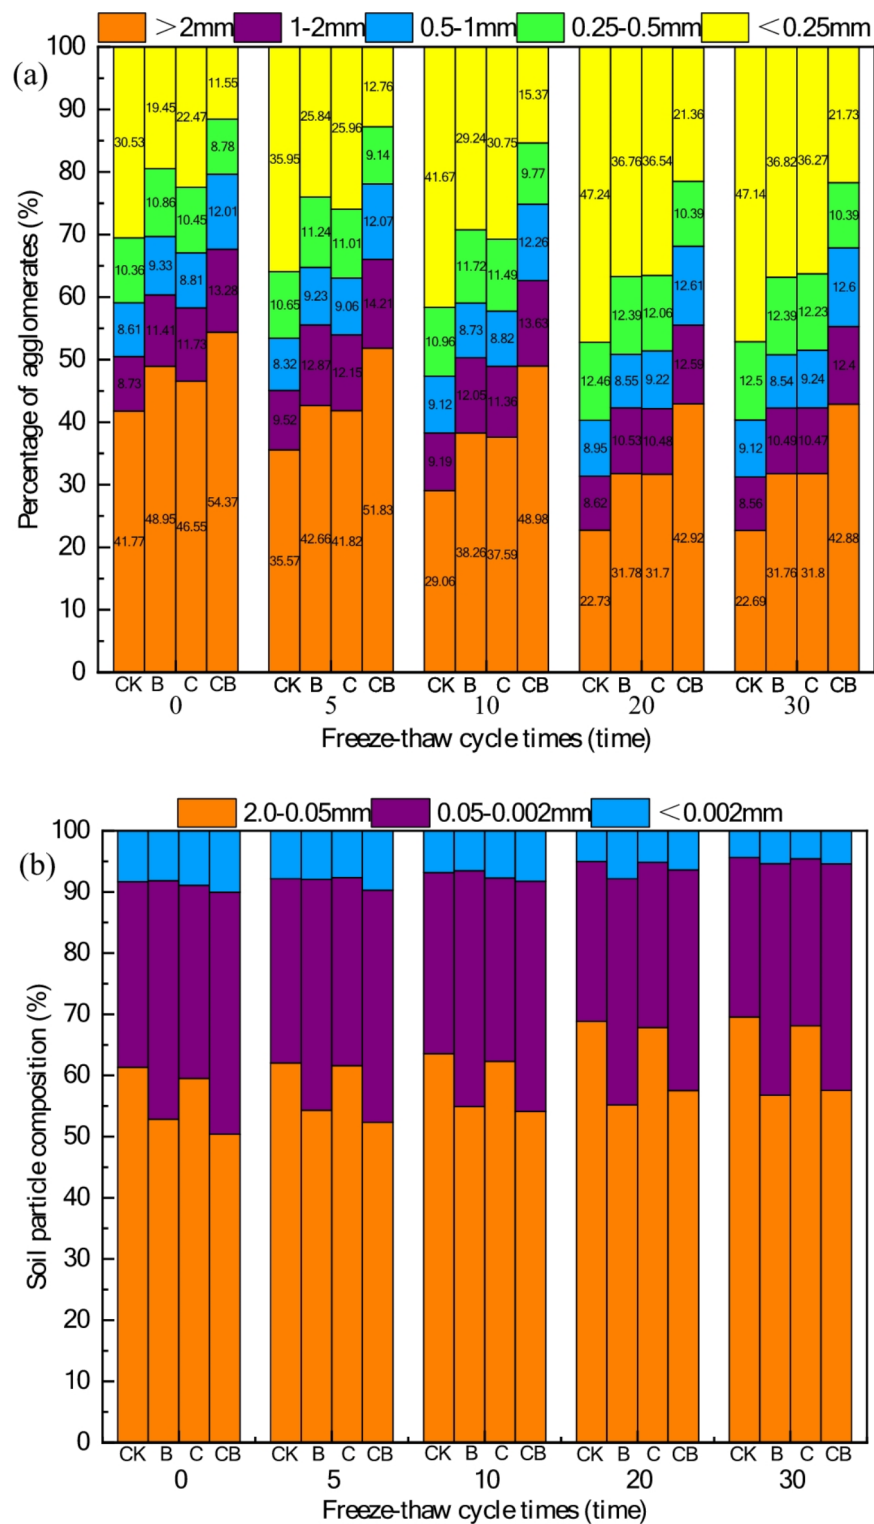 >2mm 1-2mm 0.5-1mm 0.25-0.5mm <0.25mm
(a)
Percentage of agglomerates (%)
100
90
80
70
60
50
40
30
20
10
0
30.53 10.36 8.61 8.73 41.77
19.45 10.86 9.33 11.41 48.95
22.47 10.45 8.81 11.73 46.55
11.55 8.78 12.01 13.28 54.37
35.95 10.65 8.32 9.52 35.57
25.84 11.24 9.23 12.87 42.66
25.96 11.01 9.06 12.15 41.82
12.76 9.14 12.07 14.21 51.83
41.67 10.96 9.12 9.19 29.06
29.24 11.72 8.73 12.05 38.26
30.75 11.49 8.82 11.36 37.59
15.37 9.77 12.26 13.63 48.98
47.24 12.46 8.95 8.62 22.73
36.76 12.39 8.55 10.53 31.78
36.54 12.06 9.22 10.48 31.7
21.36 10.39 12.61 12.59 42.92
47.14 12.5 9.12 8.56 22.69
36.82 12.39 8.54 10.49 31.76
36.27 12.23 9.24 10.47 31.8
21.73 10.39 12.6 12.4 42.88
CK B C CB CK B C CB CK B C CB CK B C CB CK B C CB
0 5 10 20 30
Freeze-thaw cycle times (time)
2.0-0.05mm 0.05-0.002mm <0.002mm
(b)
Soil particle composition (%)
100
90
80
70
60
50
40
30
20
10
0
CK B C CB CK B C CB CK B C CB CK B C CB CK B C CB
0 5 10 20 30
Freeze-thaw cycle times (time)